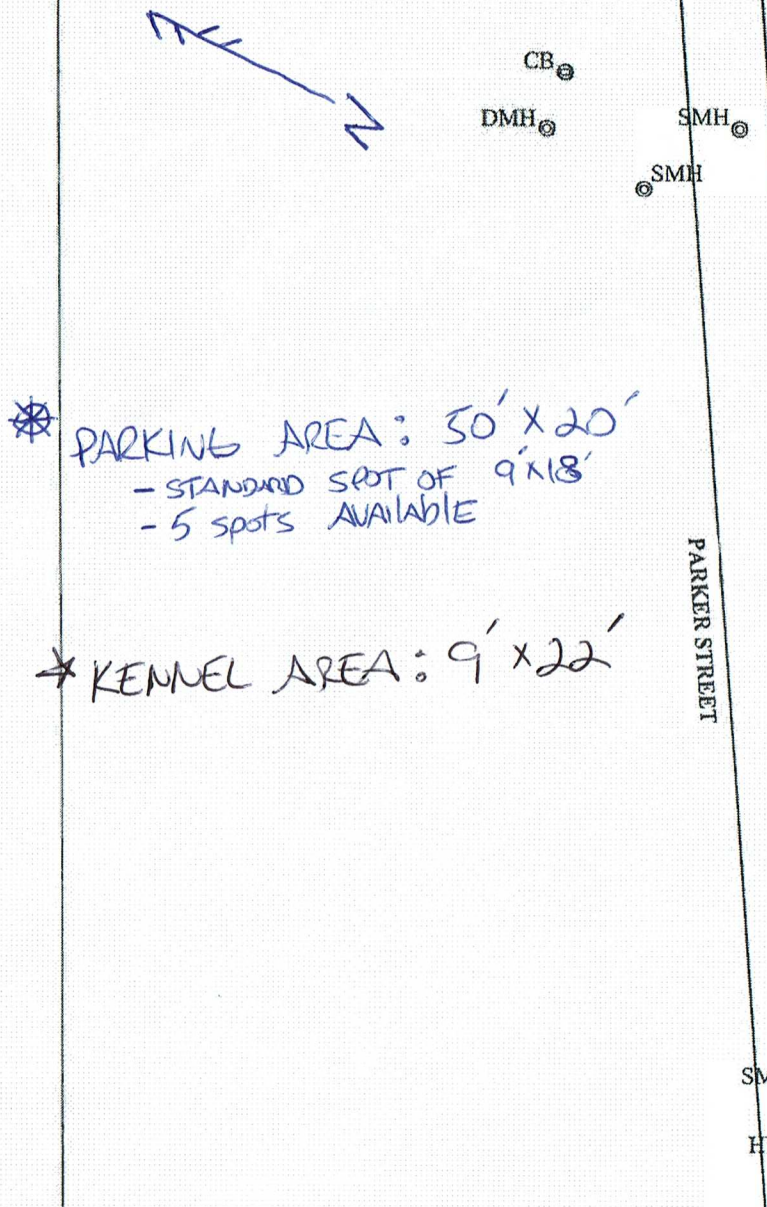 N
CB
DMH
SMH
SMH
PARKING AREA: 50' X 20'
- STANDARD SPOT OF 9'X18'
- 5 SPOTS AVAILABLE
PARKER STREET
KENNEL AREA: 9' X 22'
SM
H